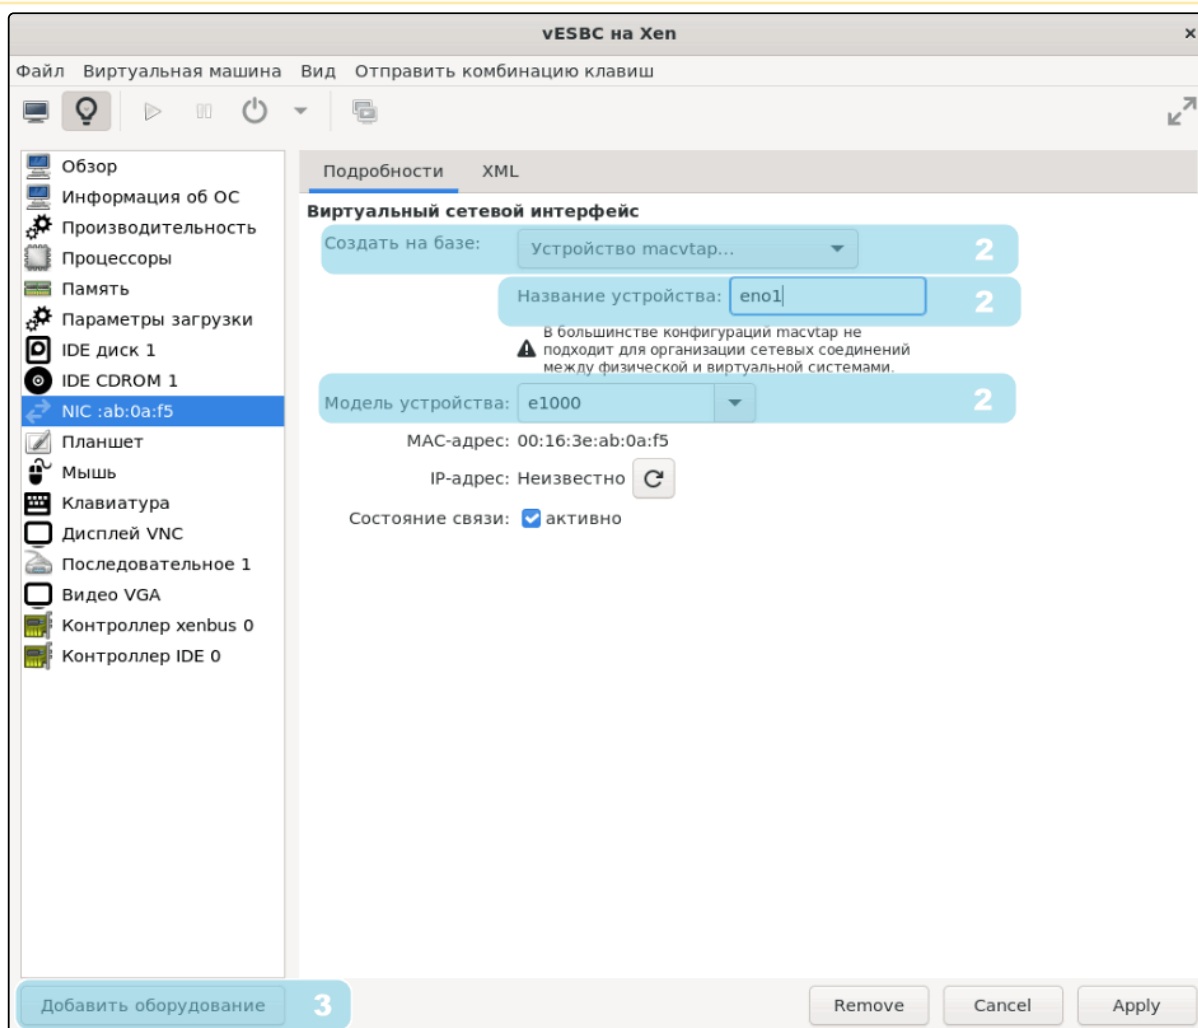 vESBC на Xen
Файл Виртуальная машина Вид Отправить комбинацию клавиш
Обзор
Информация об ОС
Производительность
Процессоры
Память
Параметры загрузки
IDE диск 1
IDE CDROM 1
NIC :ab:0a:f5
Планшет
Мышь
Клавиатура
Дисплей VNC
Последовательное 1
Видео VGA
Контроллер xenbus 0
Контроллер IDE 0
Подробности XML
Виртуальный сетевой интерфейс
Создать на базе: Устройство macvtap... 2
Название устройства: eno1 2
В большинстве конфигураций macvtap не
подходит для организации сетевых соединений
между физической и виртуальной системами.
Модель устройства: e1000 2
MAC-адрес: 00:16:3e:ab:0a:f5
IP-адрес: Неизвестно
Состояние связи: активно
Добавить оборудование 3
Remove Cancel Apply